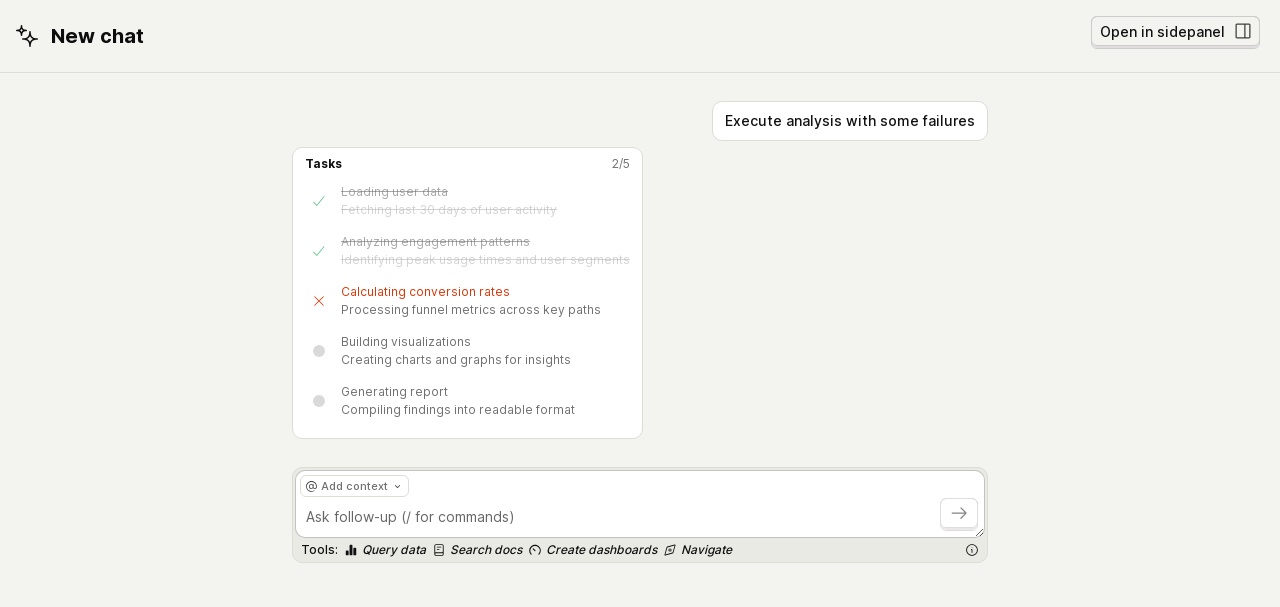 New chat
Open in sidepanel
Execute analysis with some failures
Tasks 2/5
Loading user data
Fetching last 30 days of user activity
Analyzing engagement patterns
Identifying peak usage times and user segments
Calculating conversion rates
Processing funnel metrics across key paths
Building visualizations
Creating charts and graphs for insights
Generating report
Compiling findings into readable format
Add context
Ask follow-up (/ for commands)
Tools: Query data Search docs Create dashboards Navigate